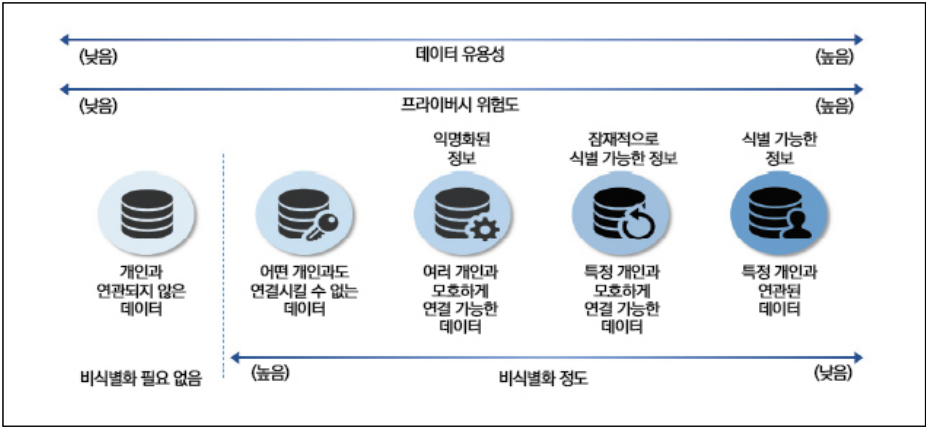 (낮음) 데이터 유용성 (높음)
(낮음) 프라이버시 위험도 (높음)
익명화된
정보
잠재적으로
식별 가능한 정보
식별 가능한
정보
개인과
연관되지 않은
데이터
어떤 개인과도
연결시킬 수 없는
데이터
여러 개인과
모호하게
연결 가능한
데이터
특정 개인과
모호하게
연결 가능한
데이터
특정 개인과
연관된
데이터
비식별화 필요 없음
(높음) 비식별화 정도 (낮음)